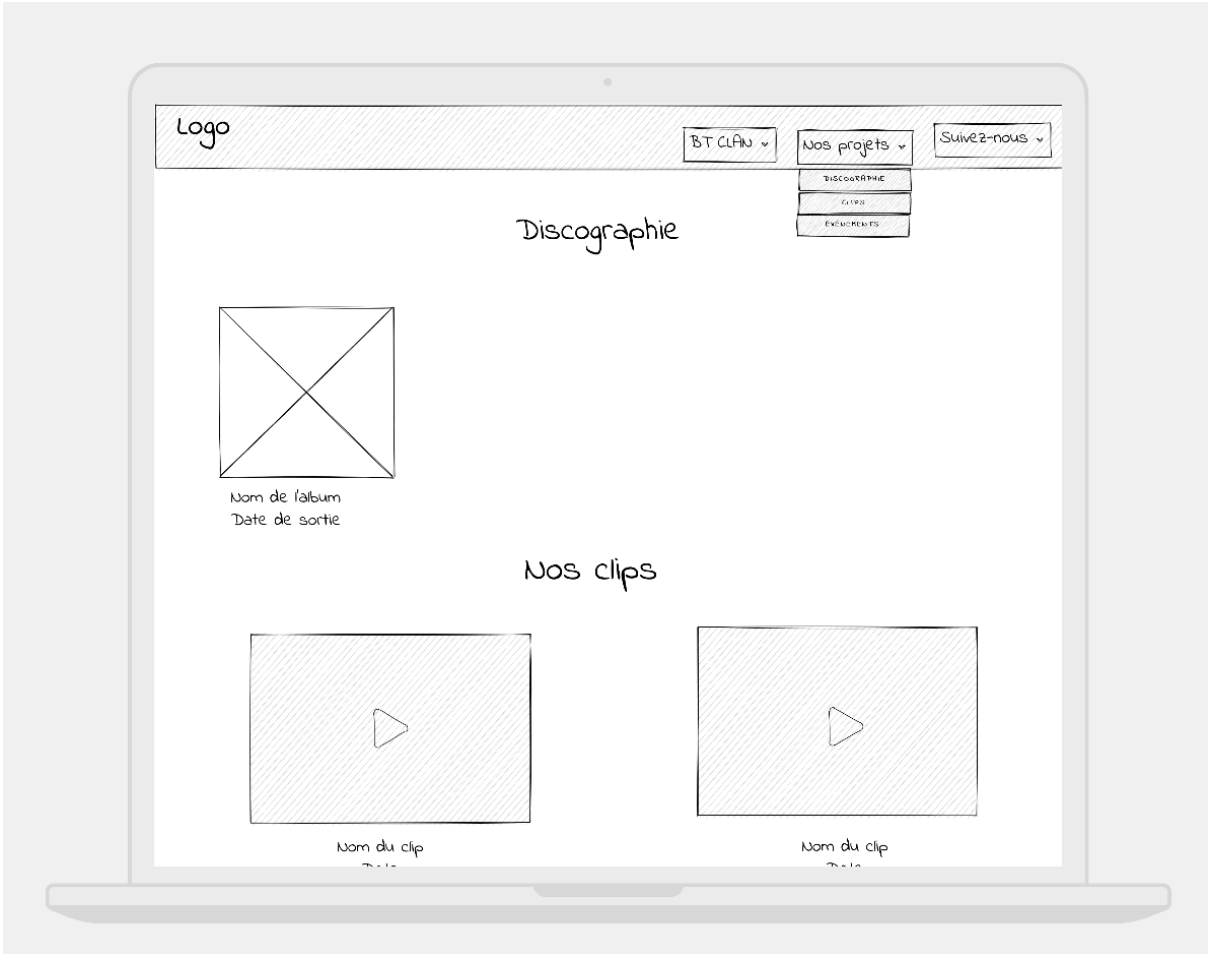 Logo
BT CLAN
Nos projets
Suivez-nous
DISCOGRAPHIE
CLIPS
ÉVÉNEMENTS
Discographie
Nom de l'album
Date de sortie
Nos clips
Nom du clip
Nom du clip